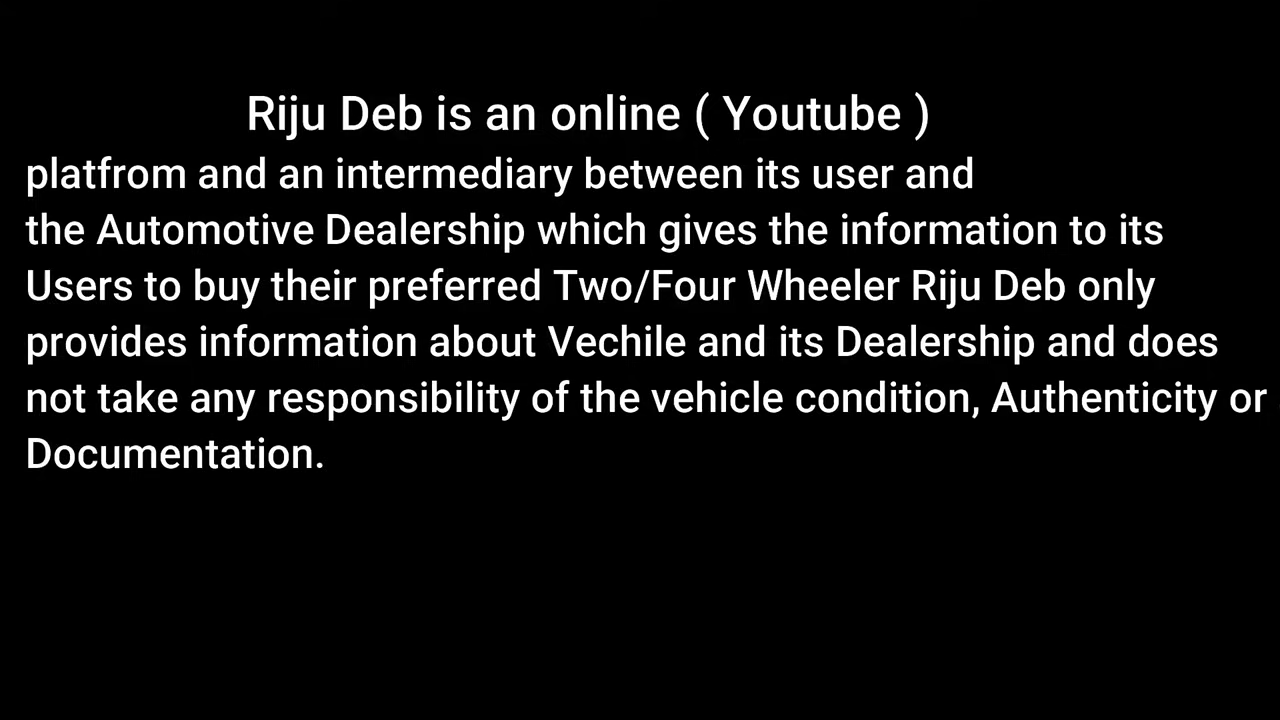 Riju Deb is an online ( Youtube )
platfrom and an intermediary between its user and
the Automotive Dealership which gives the information to its
Users to buy their preferred Two/Four Wheeler Riju Deb only
provides information about Vechile and its Dealership and does
not take any responsibility of the vehicle condition, Authenticity or
Documentation.